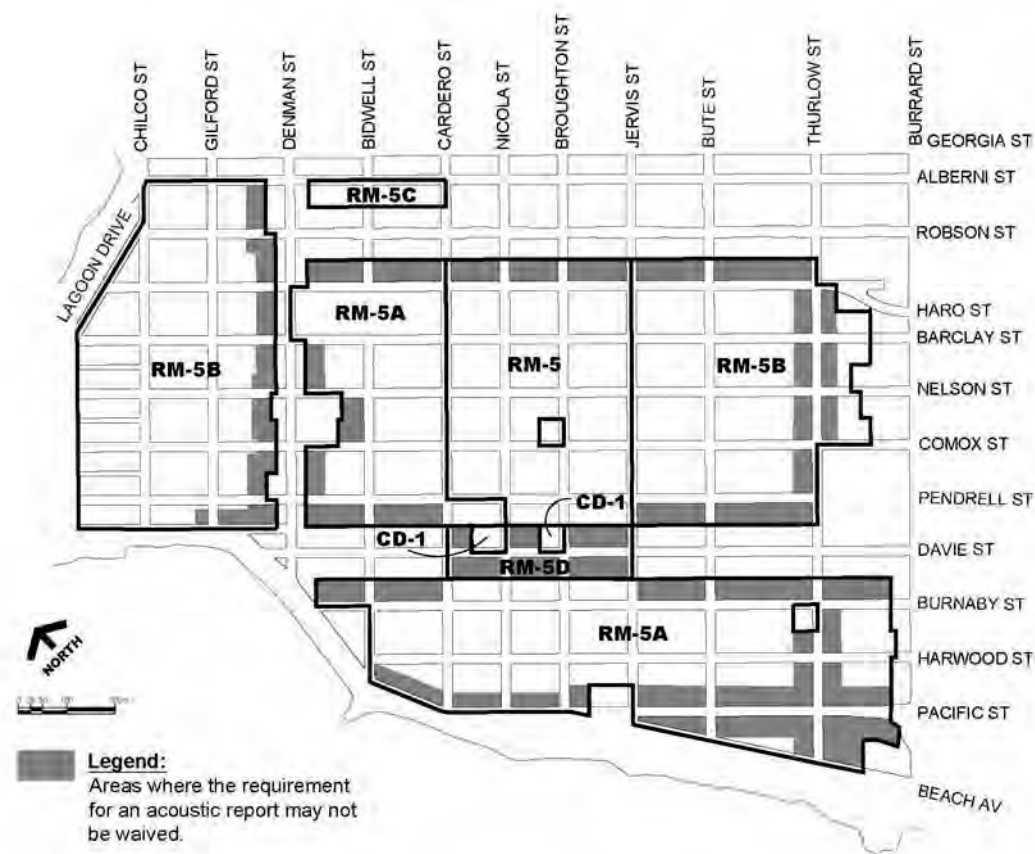 CHILCO ST
GILFORD ST
DENMAN ST
BIDWELL ST
CARDERO ST
NICOLA ST
BROUGHTON ST
JERVIS ST
BUTE ST
THURLOW ST
BURRARD ST
GEORGIA ST
ALBERNI ST
ROBSON ST
HARO ST
BARCLAY ST
NELSON ST
COMOX ST
PENDRELL ST
DAVIE ST
BURNABY ST
HARWOOD ST
PACIFIC ST
BEACH AV
LAGOON DRIVE
RM-5C
RM-5A
RM-5
RM-5B
RM-5B
CD-1
CD-1
RM-5D
RM-5A
NORTH
Legend:
Areas where the requirement
for an acoustic report may not
be waived.